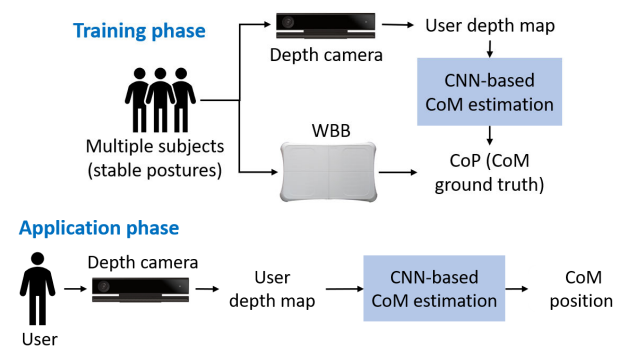 Training phase
Depth camera
User depth map
CNN-based
CoM estimation
Multiple subjects
(stable postures)
WBB
CoP (CoM
ground truth)
Application phase
User
Depth camera
User
depth map
CNN-based
CoM estimation
CoM
position